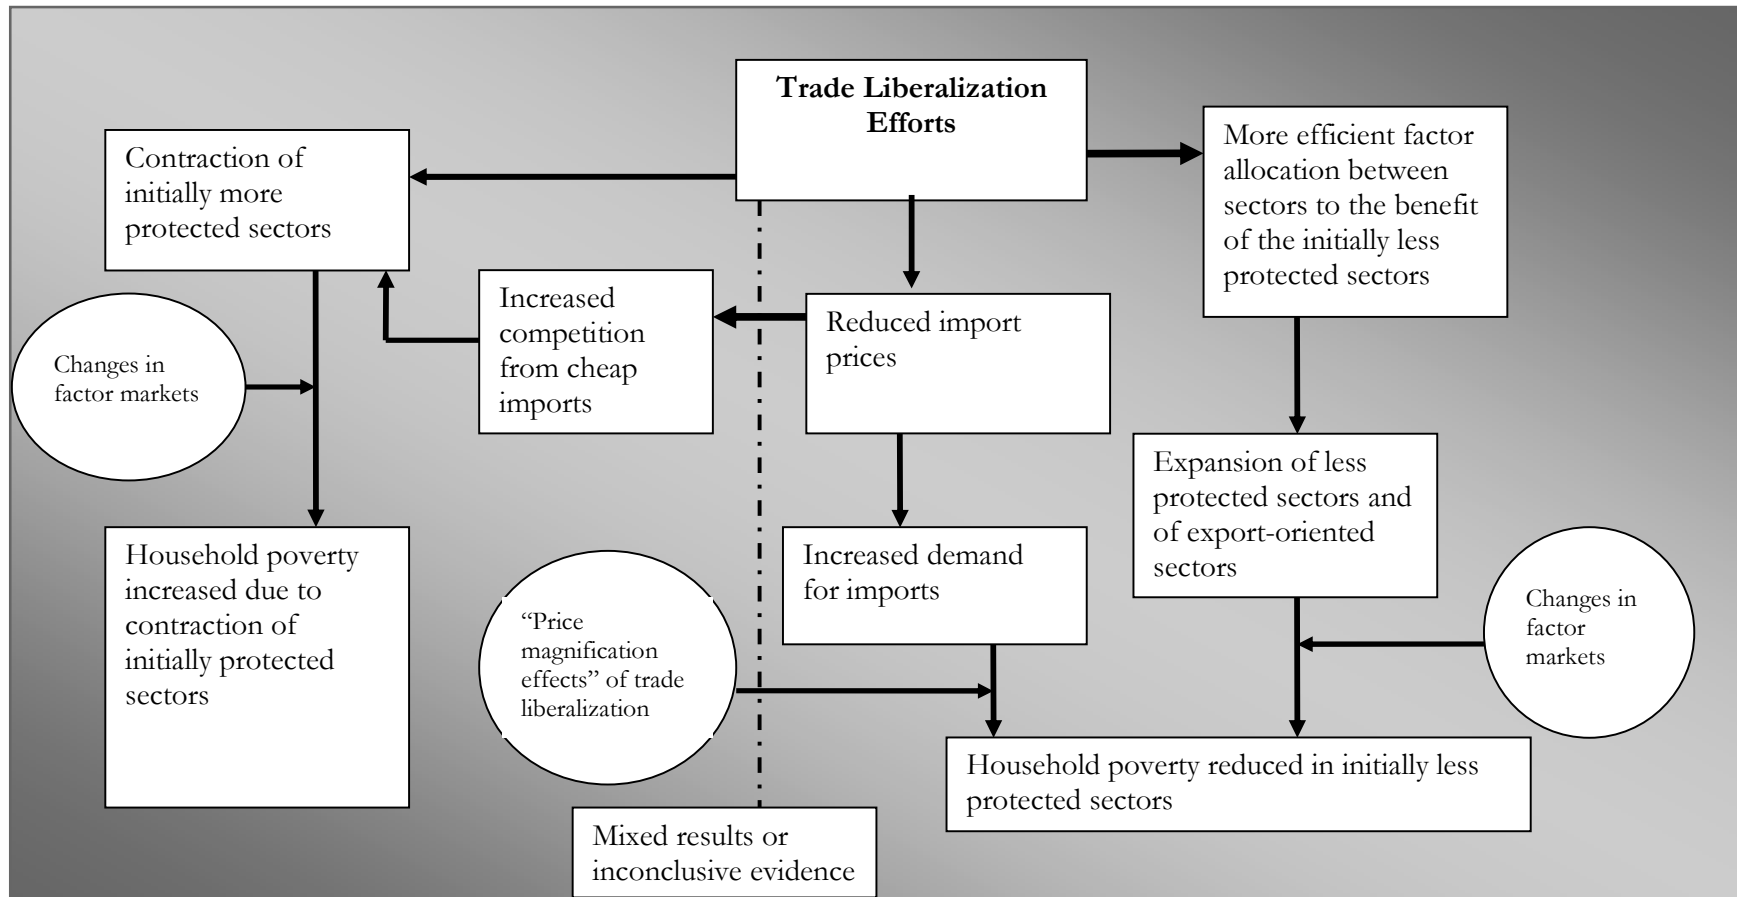 Trade Liberalization
Efforts
Contraction of
initially more
protected sectors
More efficient factor
allocation between
sectors to the benefit
of the initially less
protected sectors
Increased
competition
from cheap
imports
Reduced import
prices
Changes in
factor markets
Expansion of less
protected sectors and
of export-oriented
sectors
Household poverty
increased due to
contraction of
initially protected
sectors
Increased demand
for imports
“Price
magnification
effects” of trade
liberalization
Changes in
factor
markets
Household poverty reduced in initially less
protected sectors
Mixed results or
inconclusive evidence